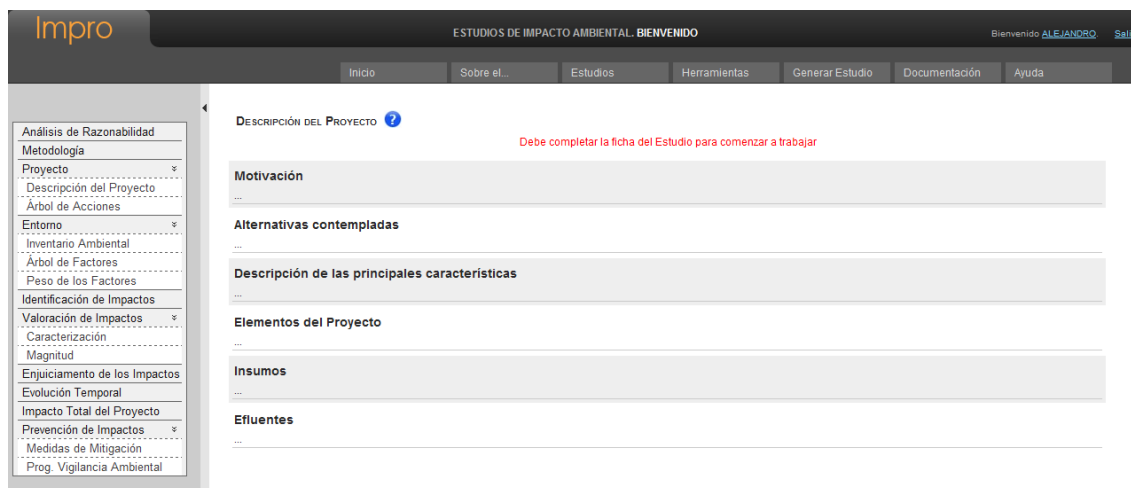 Impro
ESTUDIOS DE IMPACTO AMBIENTAL. BIENVENIDO
Bienvenido ALEJANDRO. Sali
Inicio Sobre el... Estudios Herramientas Generar Estudio Documentación Ayuda
Análisis de Razonabilidad
Metodología
Proyecto
Descripción del Proyecto
Árbol de Acciones
Entorno
Inventario Ambiental
Árbol de Factores
Peso de los Factores
Identificación de Impactos
Valoración de Impactos
Caracterización
Magnitud
Enjuiciamento de los Impactos
Evolución Temporal
Impacto Total del Proyecto
Prevención de Impactos
Medidas de Mitigación
Prog. Vigilancia Ambiental
DESCRIPCIÓN DEL PROYECTO ?
Debe completar la ficha del Estudio para comenzar a trabajar
Motivación
...
Alternativas contempladas
...
Descripción de las principales características
...
Elementos del Proyecto
...
Insumos
...
Efluentes
...